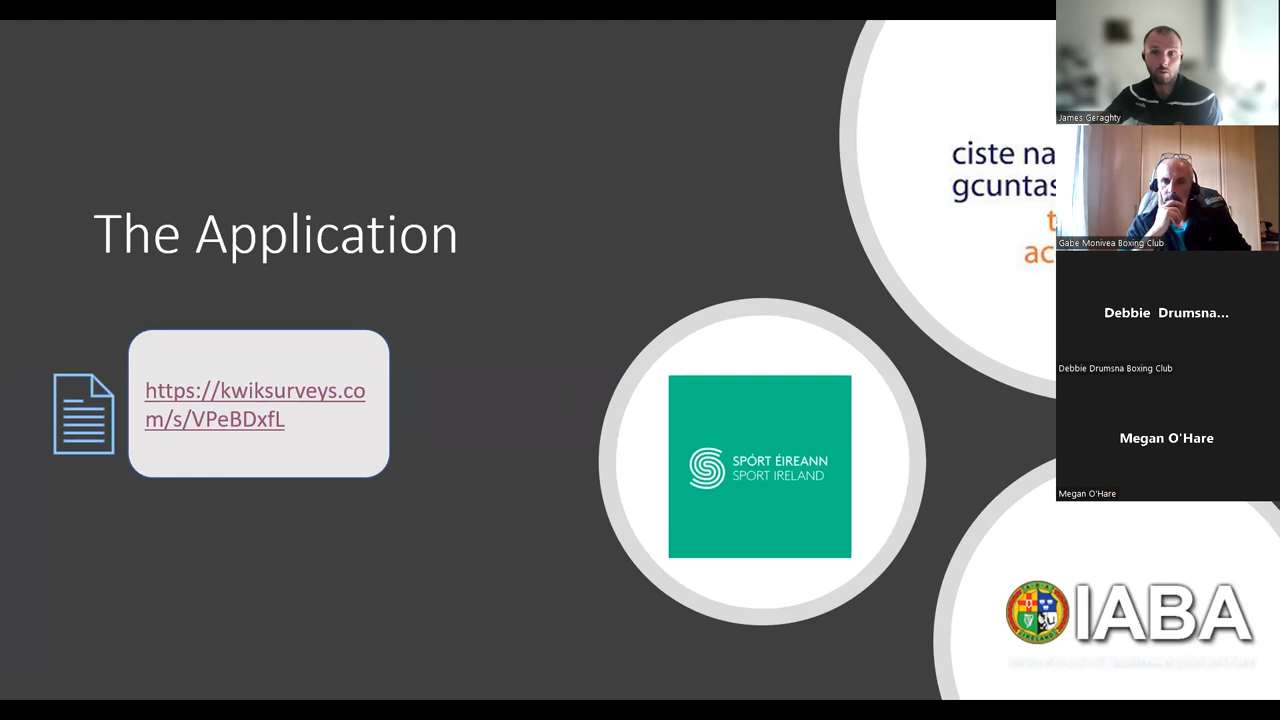 The Application
https://kwiksurveys.co
m/s/VPeBDxfL
ciste na
gcuntas
ac
SPÓRT ÉIREANN
SPORT IRELAND
IABA
James Geraghty
Gabe Monivea Boxing Club
Debbie Drumsna...
Debbie Drumsna Boxing Club
Megan O'Hare
Megan O'Hare